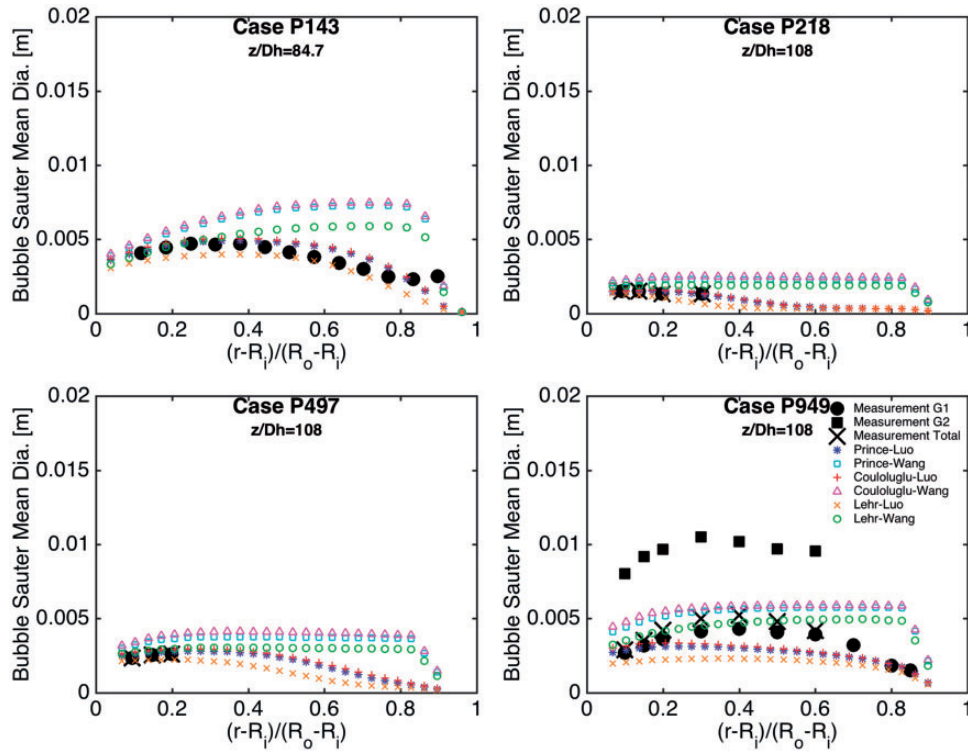 Case P143
z/Dh=84.7
Bubble Sauter Mean Dia. [m]
0.02
0.015
0.01
0.005
0
0 0.2 0.4 0.6 0.8 1
(r-Ri)/(Ro-Ri)
Case P218
z/Dh=108
Bubble Sauter Mean Dia. [m]
0.02
0.015
0.01
0.005
0
0 0.2 0.4 0.6 0.8 1
(r-Ri)/(Ro-Ri)
Case P497
z/Dh=108
Bubble Sauter Mean Dia. [m]
0.02
0.015
0.01
0.005
0
0 0.2 0.4 0.6 0.8 1
(r-Ri)/(Ro-Ri)
Case P949
z/Dh=108
Bubble Sauter Mean Dia. [m]
0.02
0.015
0.01
0.005
0
0 0.2 0.4 0.6 0.8 1
(r-Ri)/(Ro-Ri)
Measurement G1
Measurement G2
Measurement Total
Prince-Luo
Prince-Wang
Couloluglu-Luo
Couloluglu-Wang
Lehr-Luo
Lehr-Wang